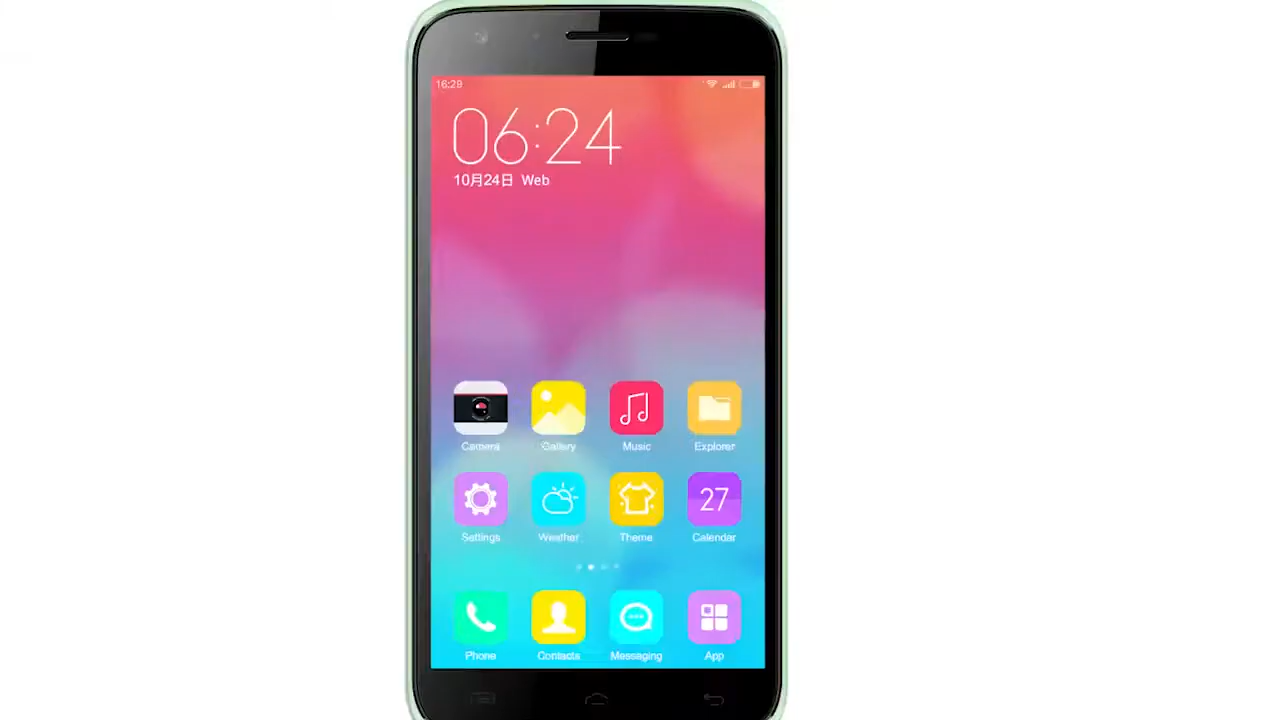 16:29
06:24
10月24日 Web
Camera Gallery Music Explorer
27
Settings Weather Theme Calendar
Phone Contacts Messaging App